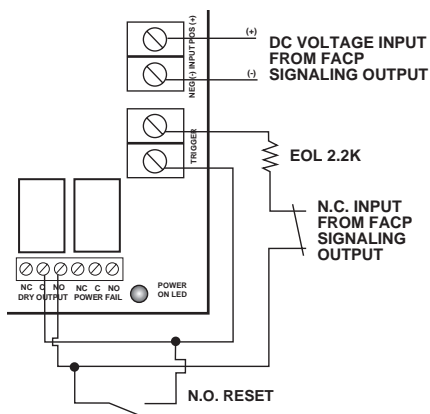 NEG (-) INPUT POS (+)
(+)
(-)
DC VOLTAGE INPUT
FROM FACP
SIGNALING OUTPUT
TRIGGER
EOL 2.2K
N.C. INPUT
FROM FACP
SIGNALING
OUTPUT
NC C NO NC C NO
DRY OUTPUT POWER FAIL
POWER
ON LED
N.O. RESET